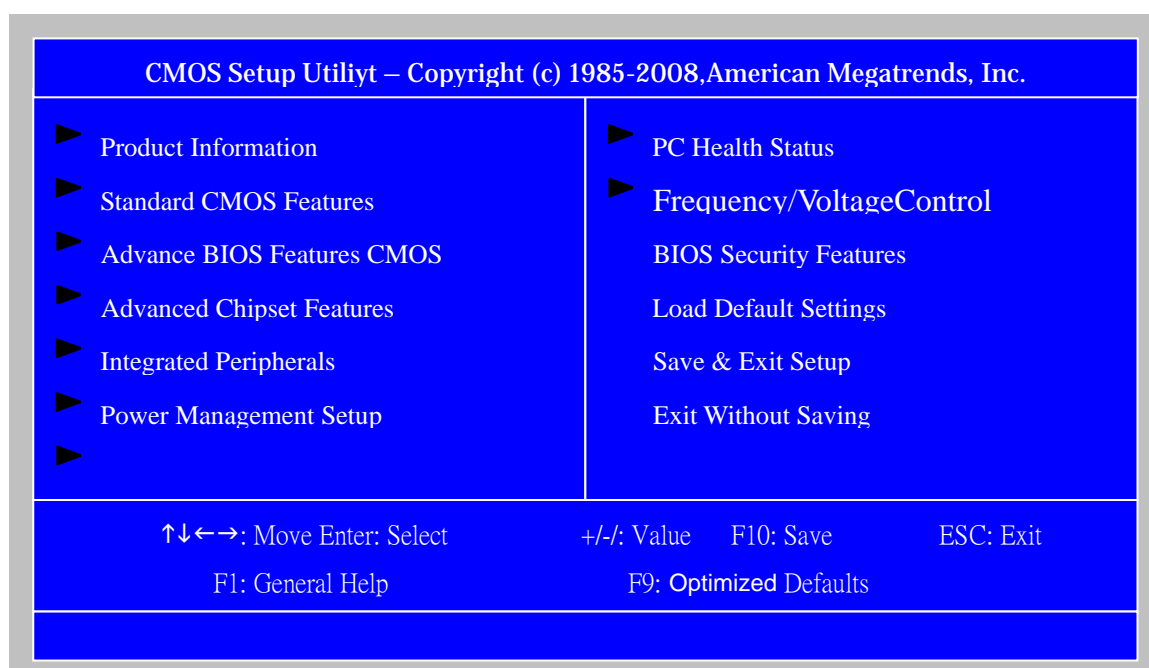 CMOS Setup Utiliyt – Copyright (c) 1985-2008,American Megatrends, Inc.
Product Information
Standard CMOS Features
Advance BIOS Features CMOS
Advanced Chipset Features
Integrated Peripherals
Power Management Setup
PC Health Status
Frequency/VoltageControl
BIOS Security Features
Load Default Settings
Save & Exit Setup
Exit Without Saving
↑↓←→: Move Enter: Select +/-/: Value F10: Save ESC: Exit
F1: General Help F9: Optimized Defaults